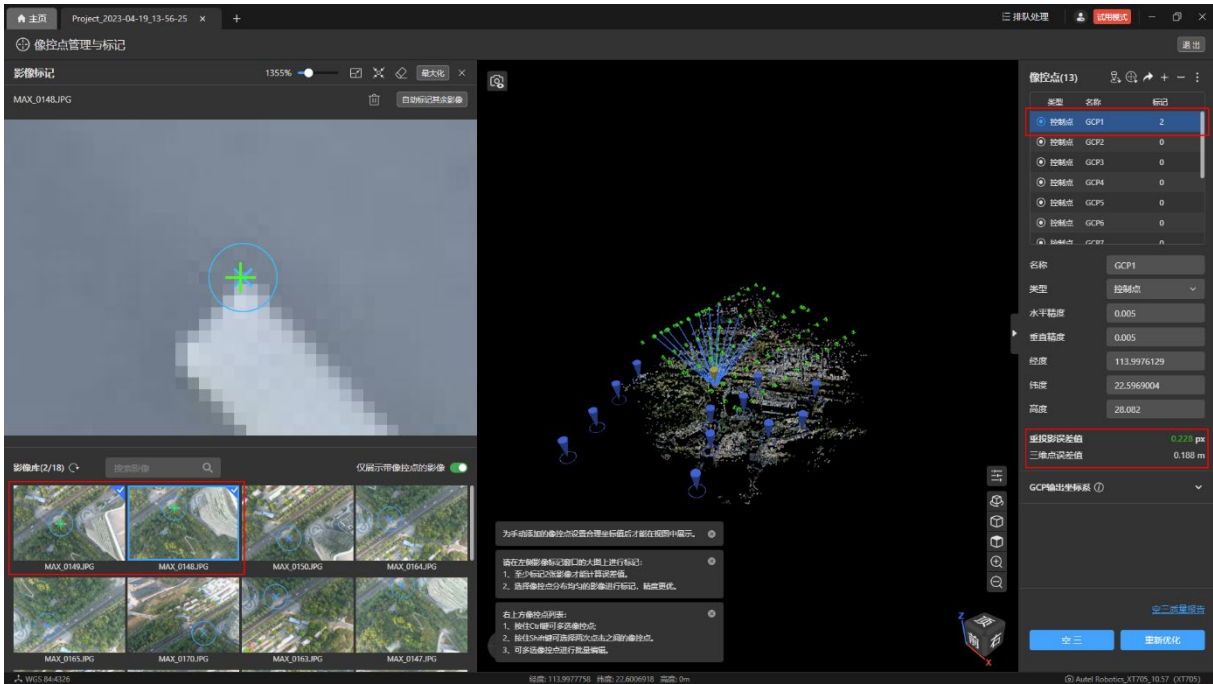 主页
Project_2023-04-19_13-56-25
排队处理
试用模式
像控点管理与标记
退出
影像标记
1355%
最大化
MAX_0148.JPG
自动标记其余影像
影像库(2/18)
搜索影像
仅展示带像控点的影像
MAX_0149.JPG
MAX_0148.JPG
MAX_0150.JPG
MAX_0164.JPG
MAX_0165.JPG
MAX_0170.JPG
MAX_0163.JPG
MAX_0147.JPG
为手动添加的像控点设置合理坐标值后才能在视图中展示。
请在左侧影像标记窗口的大图上进行标记:
1、至少标记2张影像才能计算误差值。
2、选择像控点分布均匀的影像进行标记、精度更优。
右上方像控点列表:
1、按住Ctrl键可多选像控点;
2、按住Shift键可选择两次点击之间的像控点。
3、可多选像控点进行批量编辑。
Z
X
前
右
像控点(13)
类型 名称 标记
控制点 GCP1 2
控制点 GCP2 0
控制点 GCP3 0
控制点 GCP4 0
控制点 GCP5 0
控制点 GCP6 0
控制点 GCP7 0
名称 GCP1
类型 控制点
水平精度 0.005
垂直精度 0.005
经度 113.9976129
纬度 22.5969004
高度 28.082
重投影误差值 0.228 px
三维点误差值 0.188 m
GCP输出坐标系
空三质量报告
空三
重新优化
WGS 84:4326
经度: 113.9977758 纬度: 22.6006918 高度: 0m
Autel Robotics_XT705_10.57 (XT705)